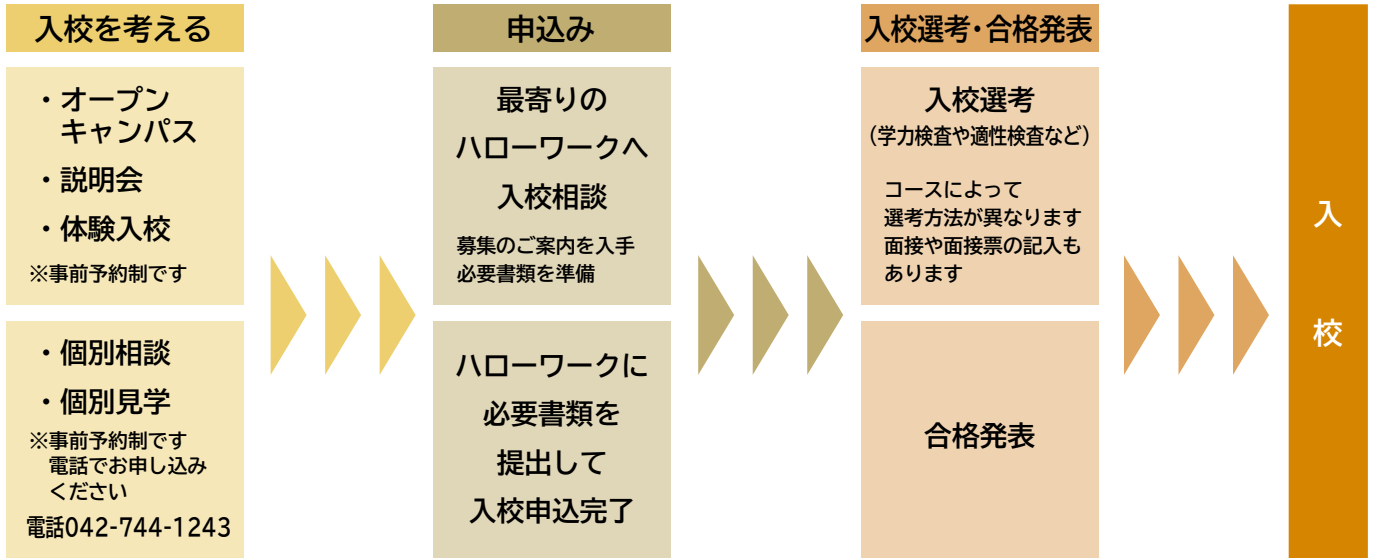 入校を考える
・オープン
キャンパス
・説明会
・体験入校
※事前予約制です
・個別相談
・個別見学
※事前予約制です
電話でお申し込み
ください
電話042-744-1243
申込み
最寄りの
ハローワークへ
入校相談
募集のご案内を入手
必要書類を準備
ハローワークに
必要書類を
提出して
入校申込完了
入校選考・合格発表
入校選考
（学力検査や適性検査など）
コースによって
選考方法が異なります
面接や面接票の記入も
あります
合格発表
入校